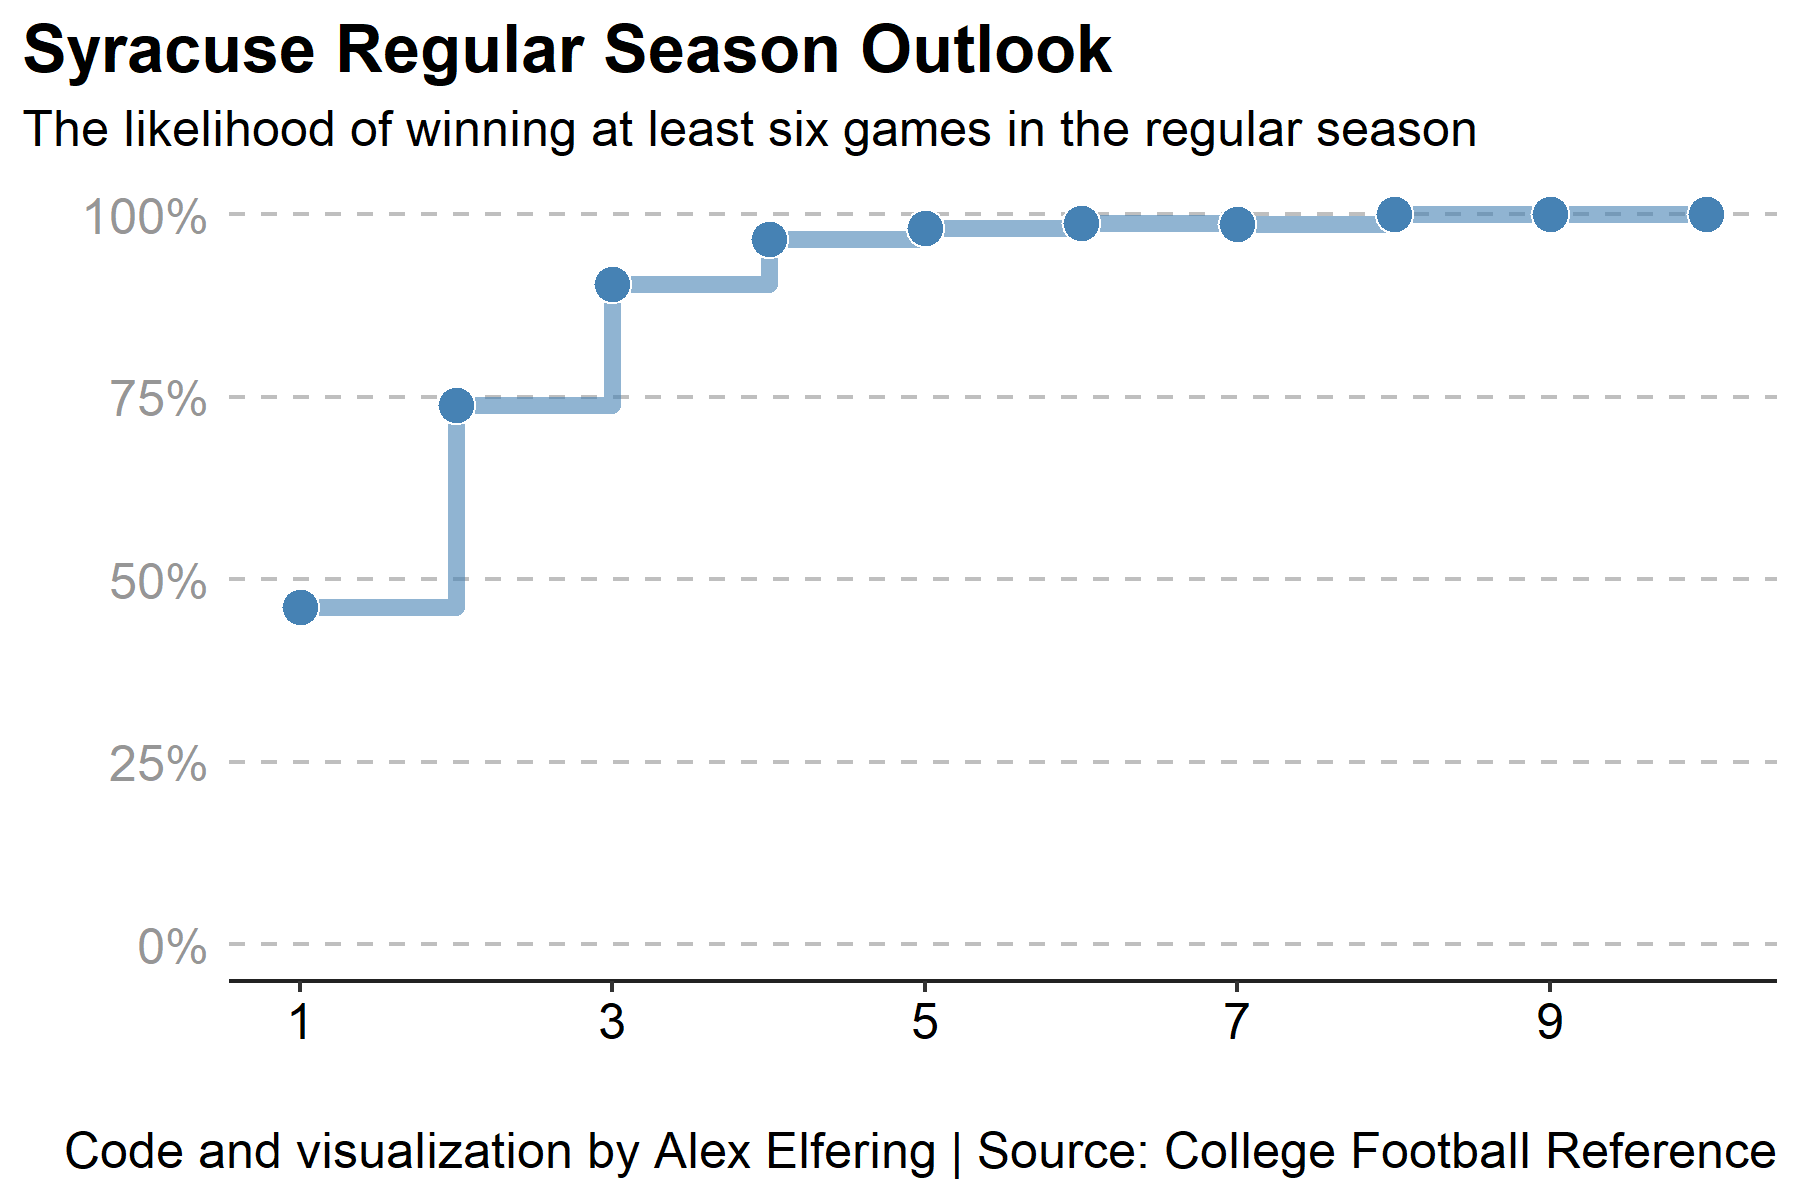 Syracuse Regular Season Outlook
The likelihood of winning at least six games in the regular season
100%
75%
50%
25%
0%
1 3 5 7 9
Code and visualization by Alex Elfering | Source: College Football Reference